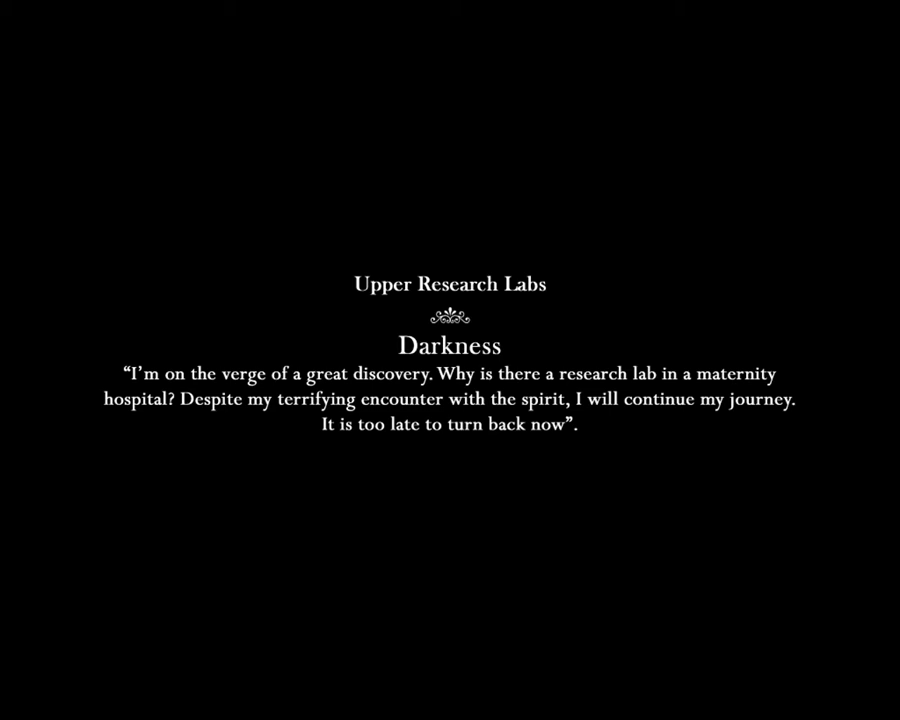 Upper Research Labs
Darkness
“I’m on the verge of a great discovery. Why is there a research lab in a maternity
hospital? Despite my terrifying encounter with the spirit, I will continue my journey.
It is too late to turn back now”.